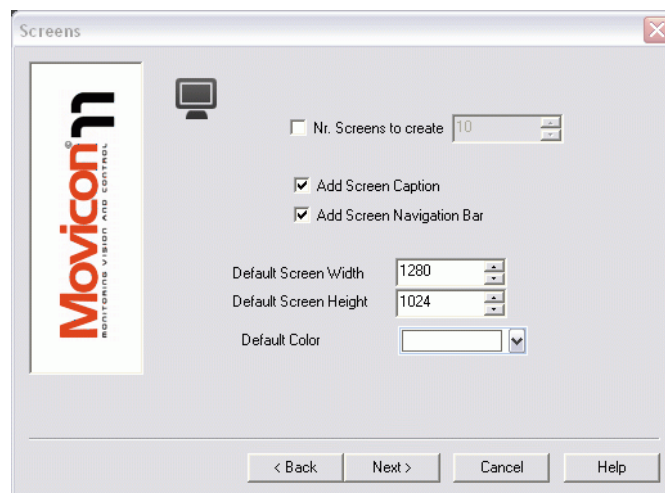 Screens
Movicon 11
MONITORING VISION AND CONTROL
Nr. Screens to create 10
Add Screen Caption
Add Screen Navigation Bar
Default Screen Width 1280
Default Screen Height 1024
Default Color
< Back Next > Cancel Help